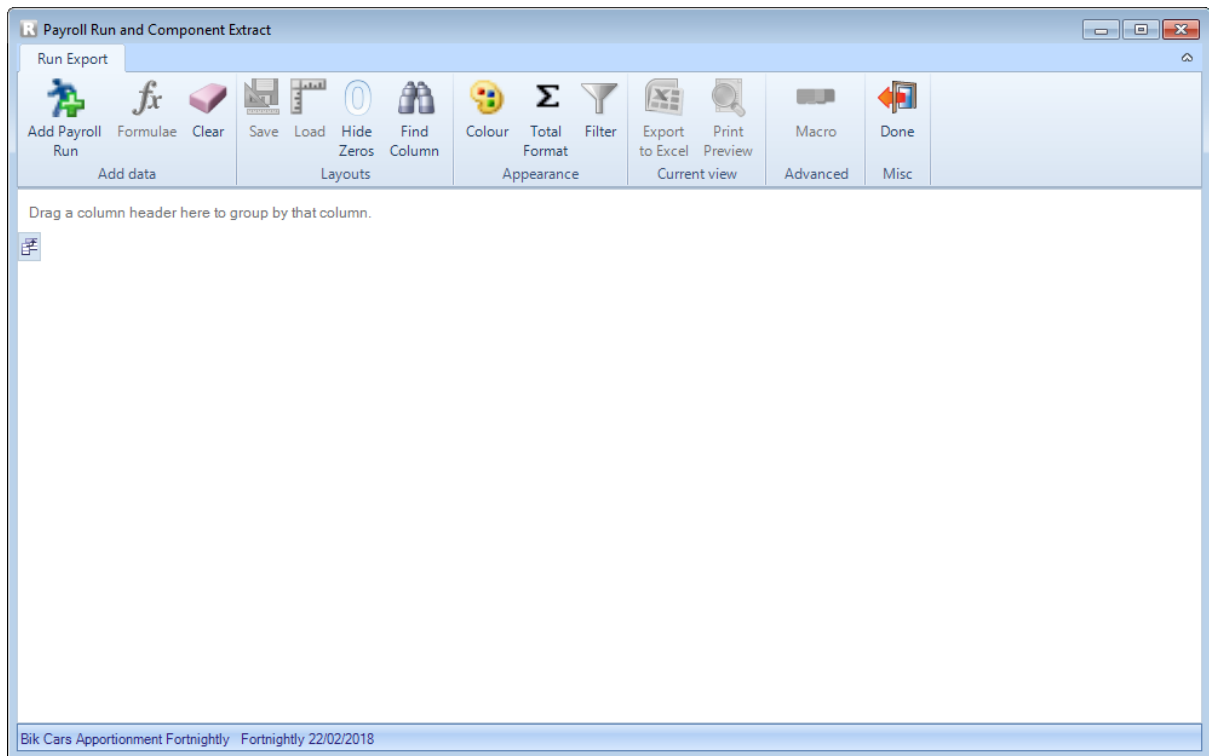 Payroll Run and Component Extract
Run Export
Add Payroll Run
Formulae
Clear
Save
Load
Hide Zeros
Find Column
Colour
Total Format
Filter
Export to Excel
Print Preview
Macro
Done
Add data
Layouts
Appearance
Current view
Advanced
Misc
Drag a column header here to group by that column.
Bik Cars Apportionment Fortnightly Fortnightly 22/02/2018